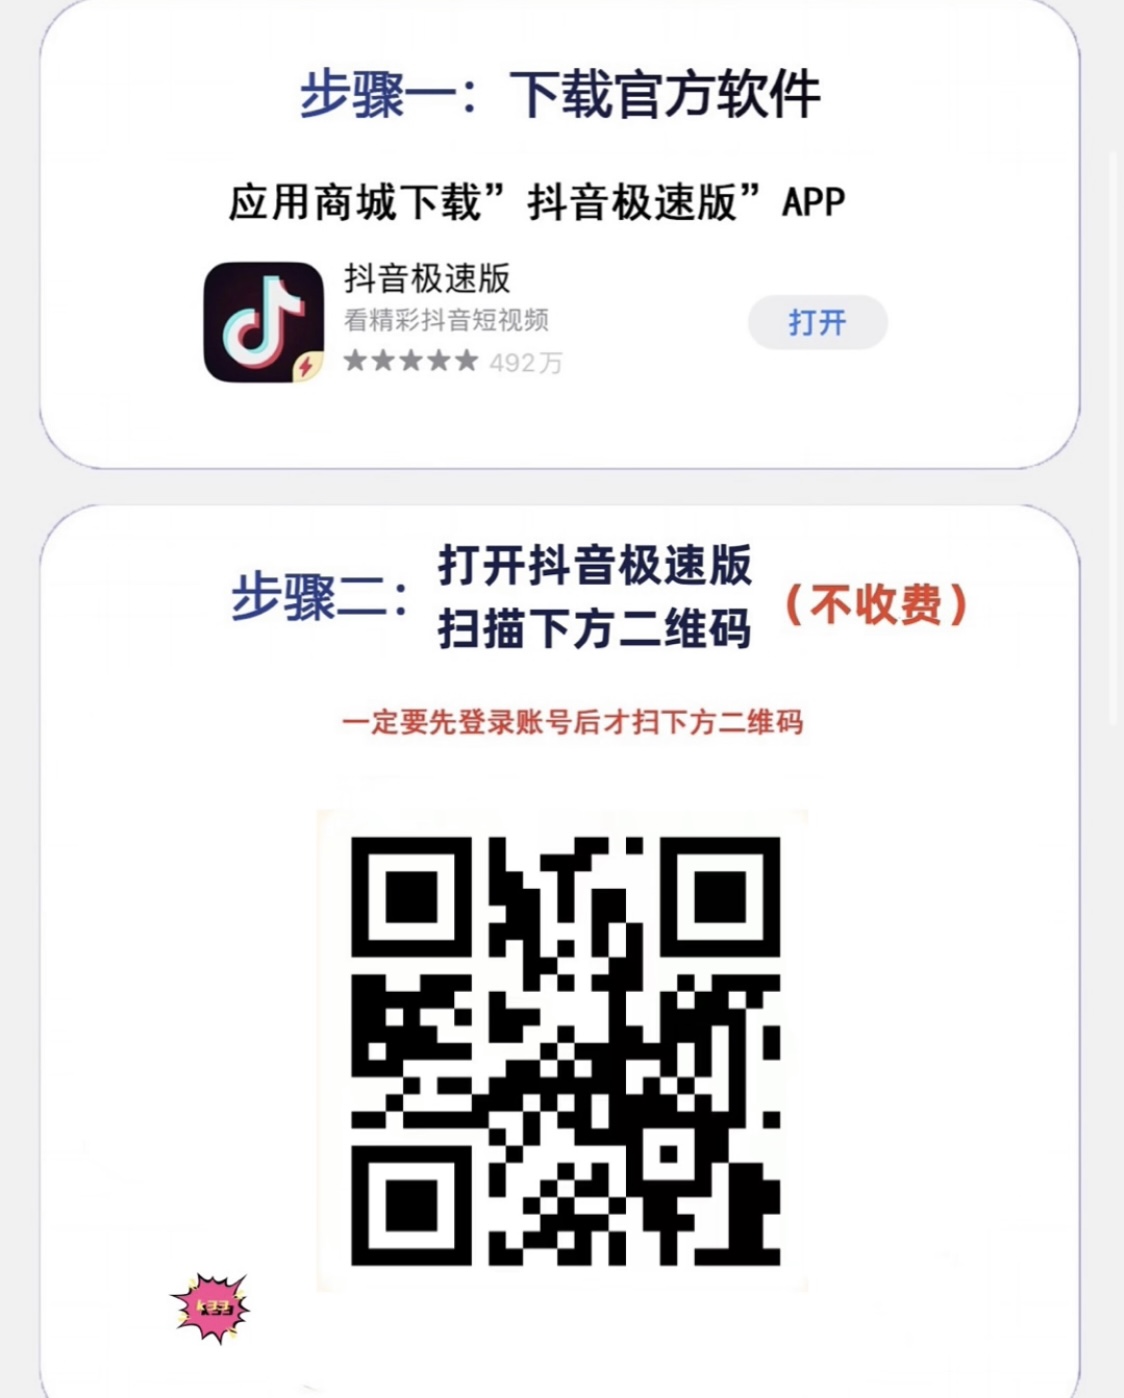 步骤一：下载官方软件
应用商城下载”抖音极速版”APP
抖音极速版
看精彩抖音短视频
492万
打开
步骤二：打开抖音极速版
扫描下方二维码
（不收费）
一定要先登录账号后才扫下方二维码
k33